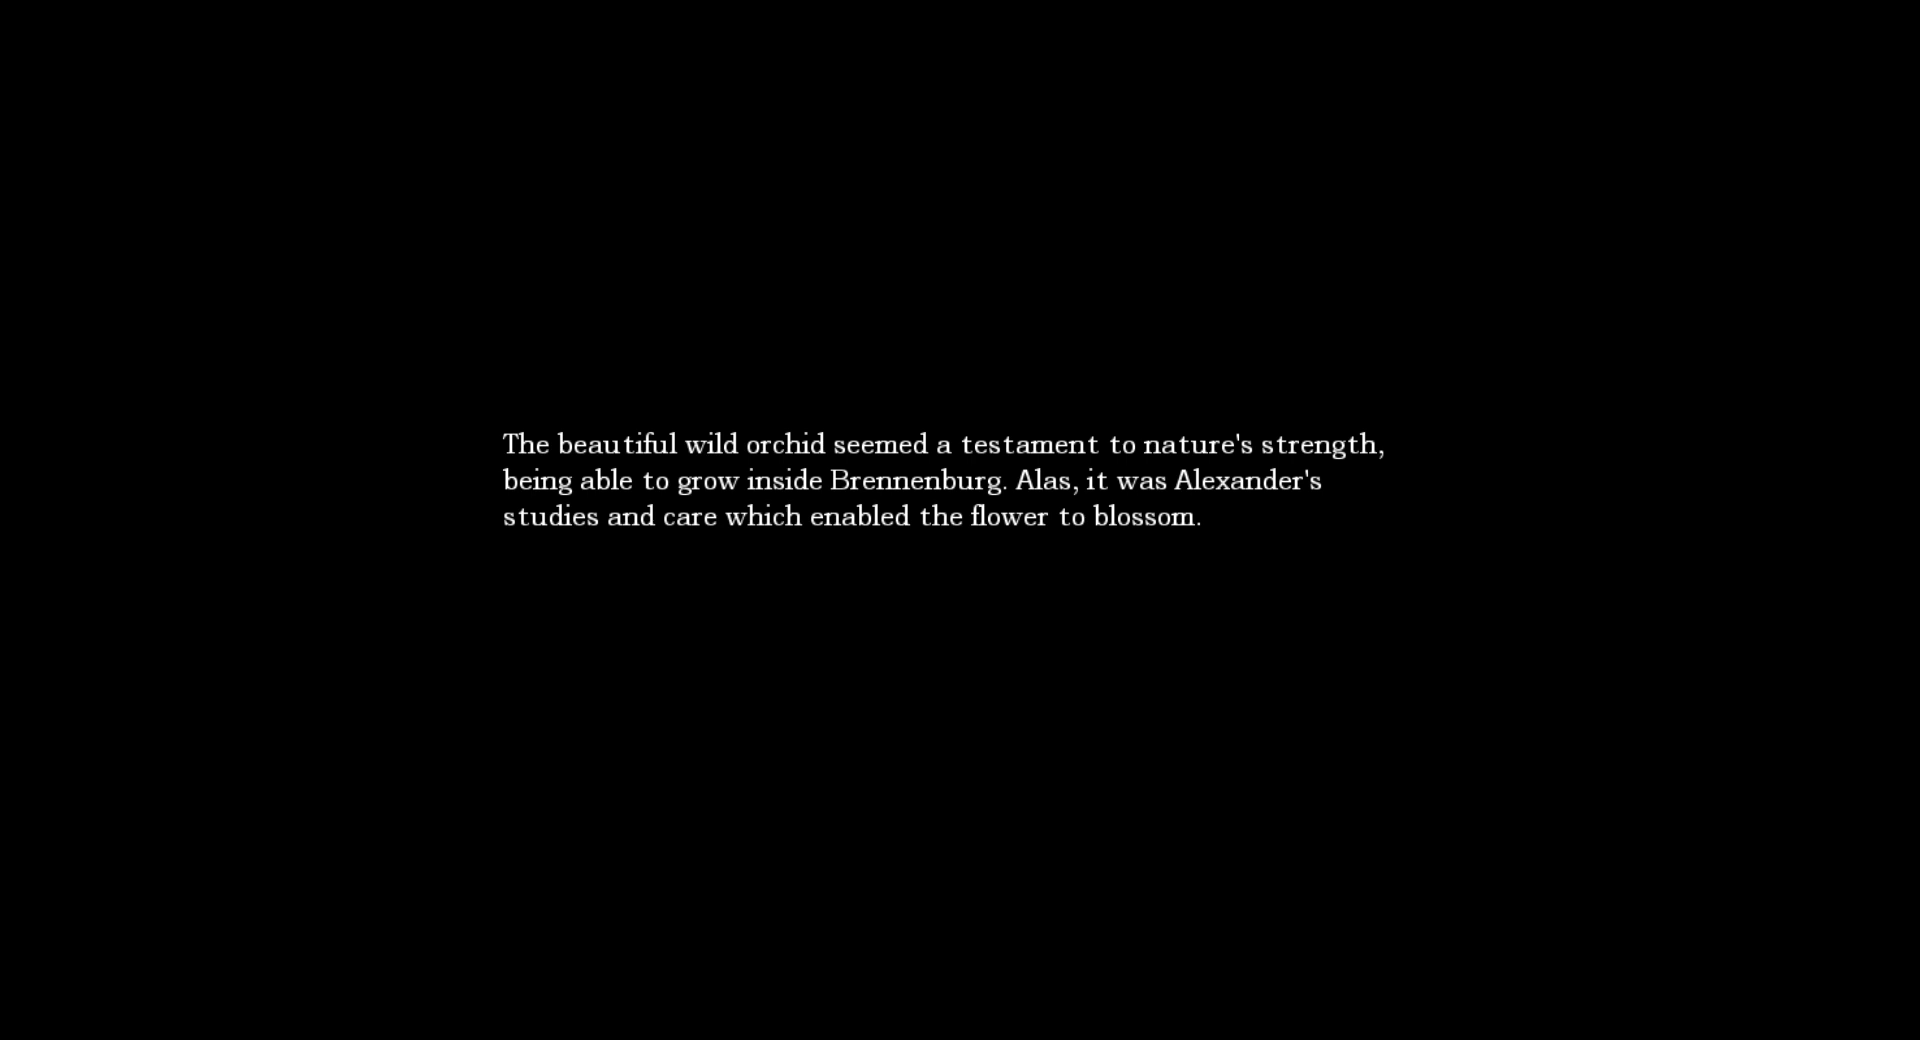 The beautiful wild orchid seemed a testament to nature's strength,
being able to grow inside Brennenburg. Alas, it was Alexander's
studies and care which enabled the flower to blossom.